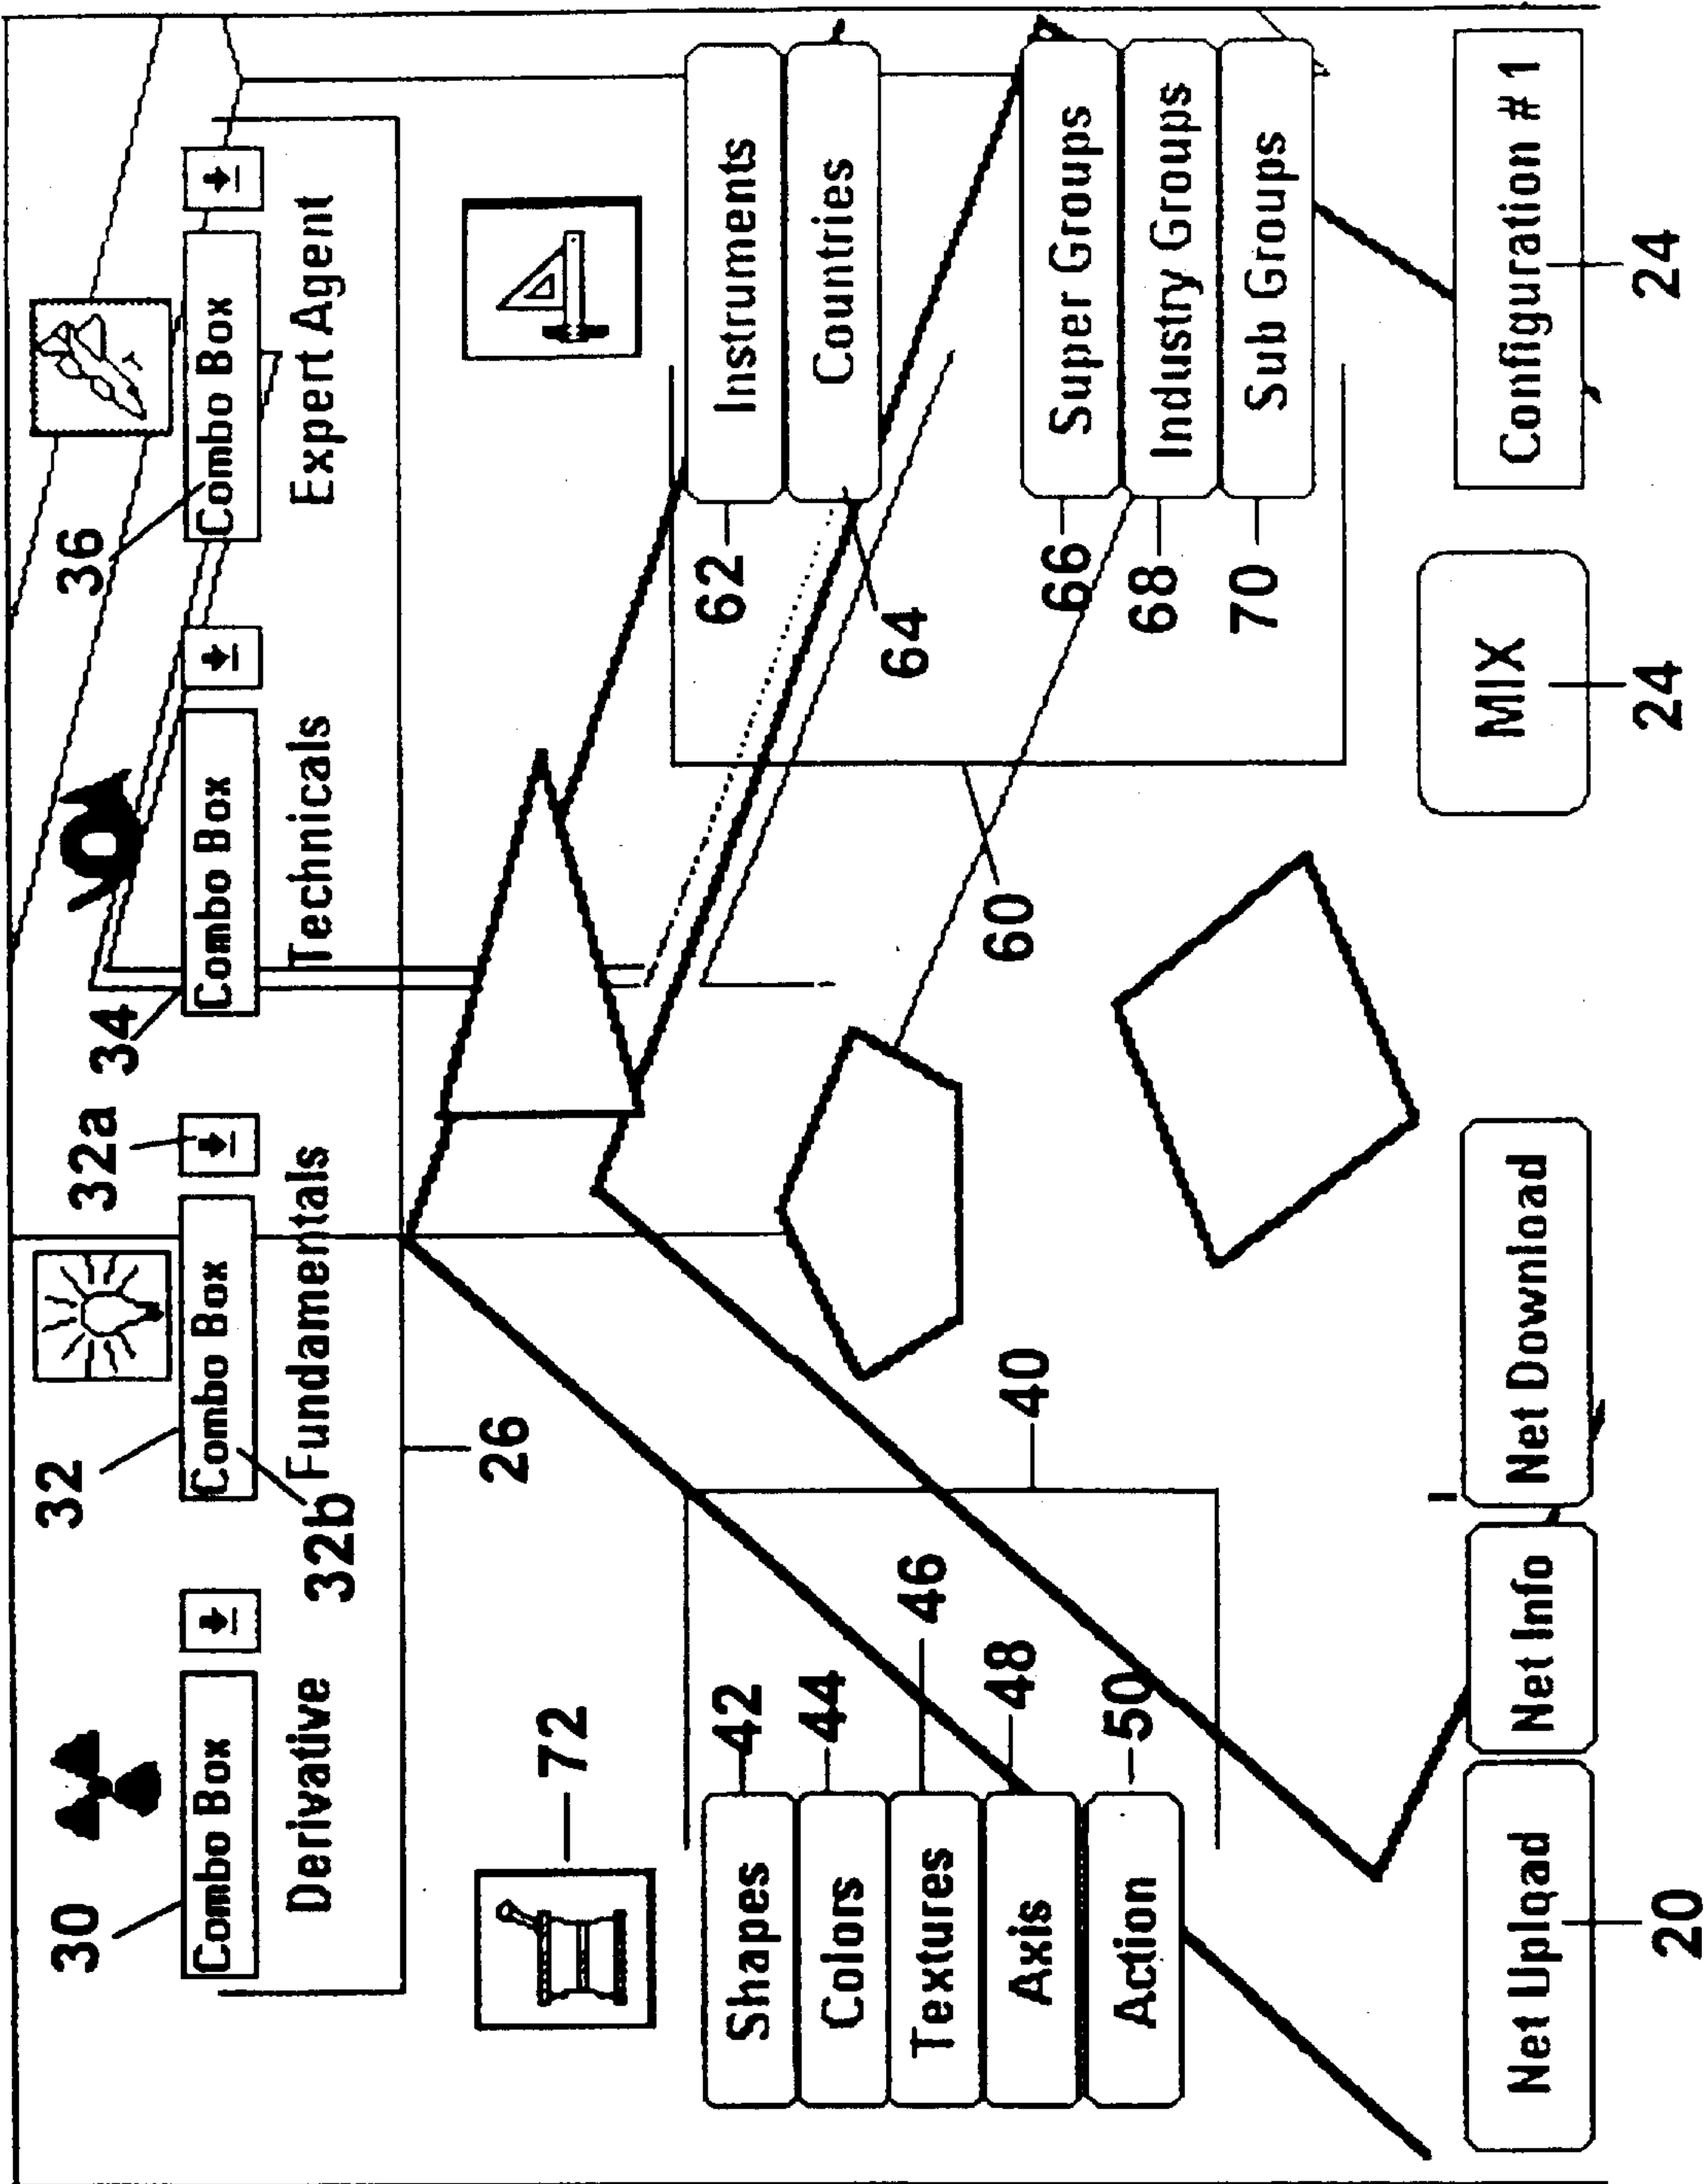 30
32
32a
34
36
Combo Box
Combo Box
Combo Box
Combo Box
Derivative
32b
Fundamentals
Technicals
Expert Agent
26
72
Shapes
42
Colors
44
Textures
46
Axis
48
Action
50
40
60
62
Instruments
64
Countries
66
Super Groups
68
Industry Groups
70
Sub Groups
Net Upload
Net Info
Net Download
MIX
Configuration # 1
20
24
24